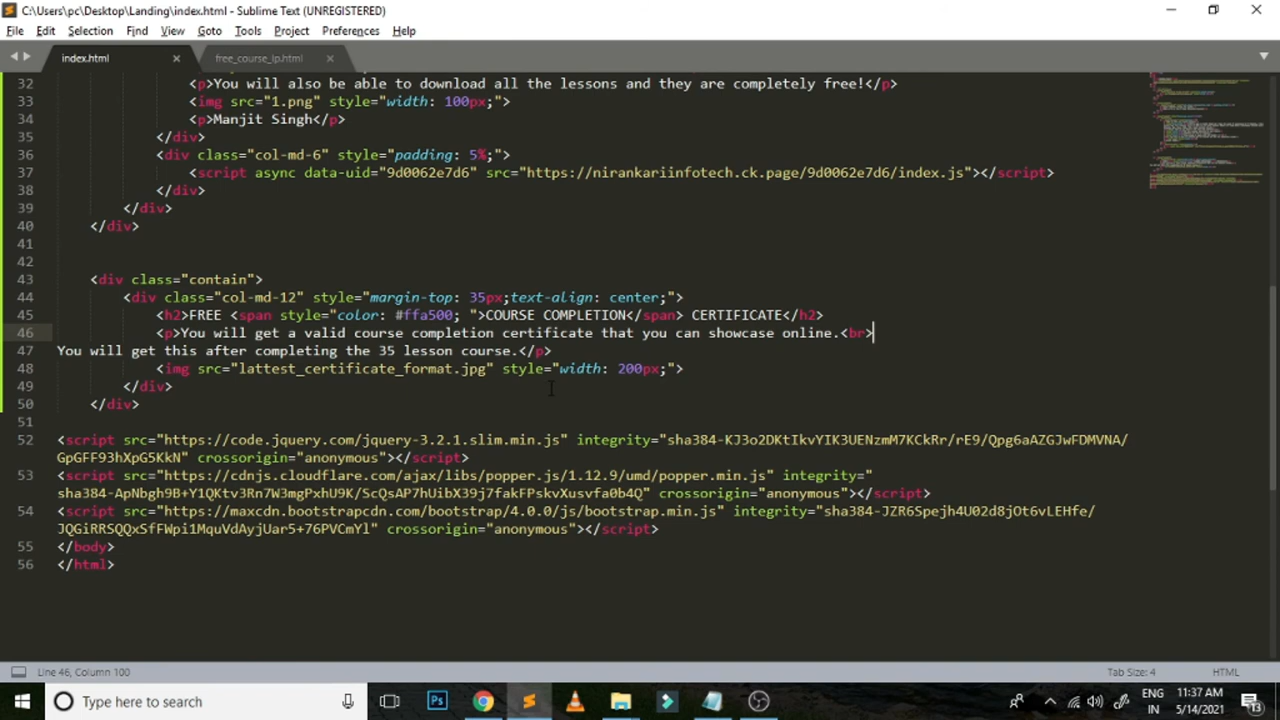 C:\Users\pc\Desktop\Landing\index.html - Sublime Text (UNREGISTERED)
File Edit Selection Find View Goto Tools Project Preferences Help
index.html free_course_lp.html
32 <p>You will also be able to download all the lessons and they are completely free!</p>
33 <img src="1.png" style="width: 100px;">
34 <p>Manjit Singh</p>
35 </div>
36 <div class="col-md-6" style="padding: 5%;">
37 <script async data-uid="9d0062e7d6" src="https://nirankariinfotech.ck.page/9d0062e7d6/index.js"></script>
38 </div>
39 </div>
40 </div>
41
42
43 <div class="contain">
44 <div class="col-md-12" style="margin-top: 35px;text-align: center;">
45 <h2>FREE <span style="color: #ffa500; ">COURSE COMPLETION</span> CERTIFICATE</h2>
46 <p>You will get a valid course completion certificate that you can showcase online.<br>
47 You will get this after completing the 35 lesson course.</p>
48 <img src="lattest_certificate_format.jpg" style="width: 200px;">
49 </div>
50 </div>
51
52 <script src="https://code.jquery.com/jquery-3.2.1.slim.min.js" integrity="sha384-KJ3o2DKtIkvYIK3UENzmM7KCkRr/rE9/Qpg6aAZGJwFDMVNA/
GpGFF93hXpG5KkN" crossorigin="anonymous"></script>
53 <script src="https://cdnjs.cloudflare.com/ajax/libs/popper.js/1.12.9/umd/popper.min.js" integrity="
sha384-ApNbgh9B+Y1QKtv3Rn7W3mgPxhU9K/ScQsAP7hUibX39j7fakFPskvXusvfa0b4Q" crossorigin="anonymous"></script>
54 <script src="https://maxcdn.bootstrapcdn.com/bootstrap/4.0.0/js/bootstrap.min.js" integrity="sha384-JZR6Spejh4U02d8jOt6vLEHfe/
JQGiRRSQQxSfFWpi1MquVdAyjUar5+76PVCmYl" crossorigin="anonymous"></script>
55 </body>
56 </html>
Line 46, Column 100 Tab Size: 4 HTML
Type here to search Ps ENG 11:37 AM
IN 5/14/2021 13